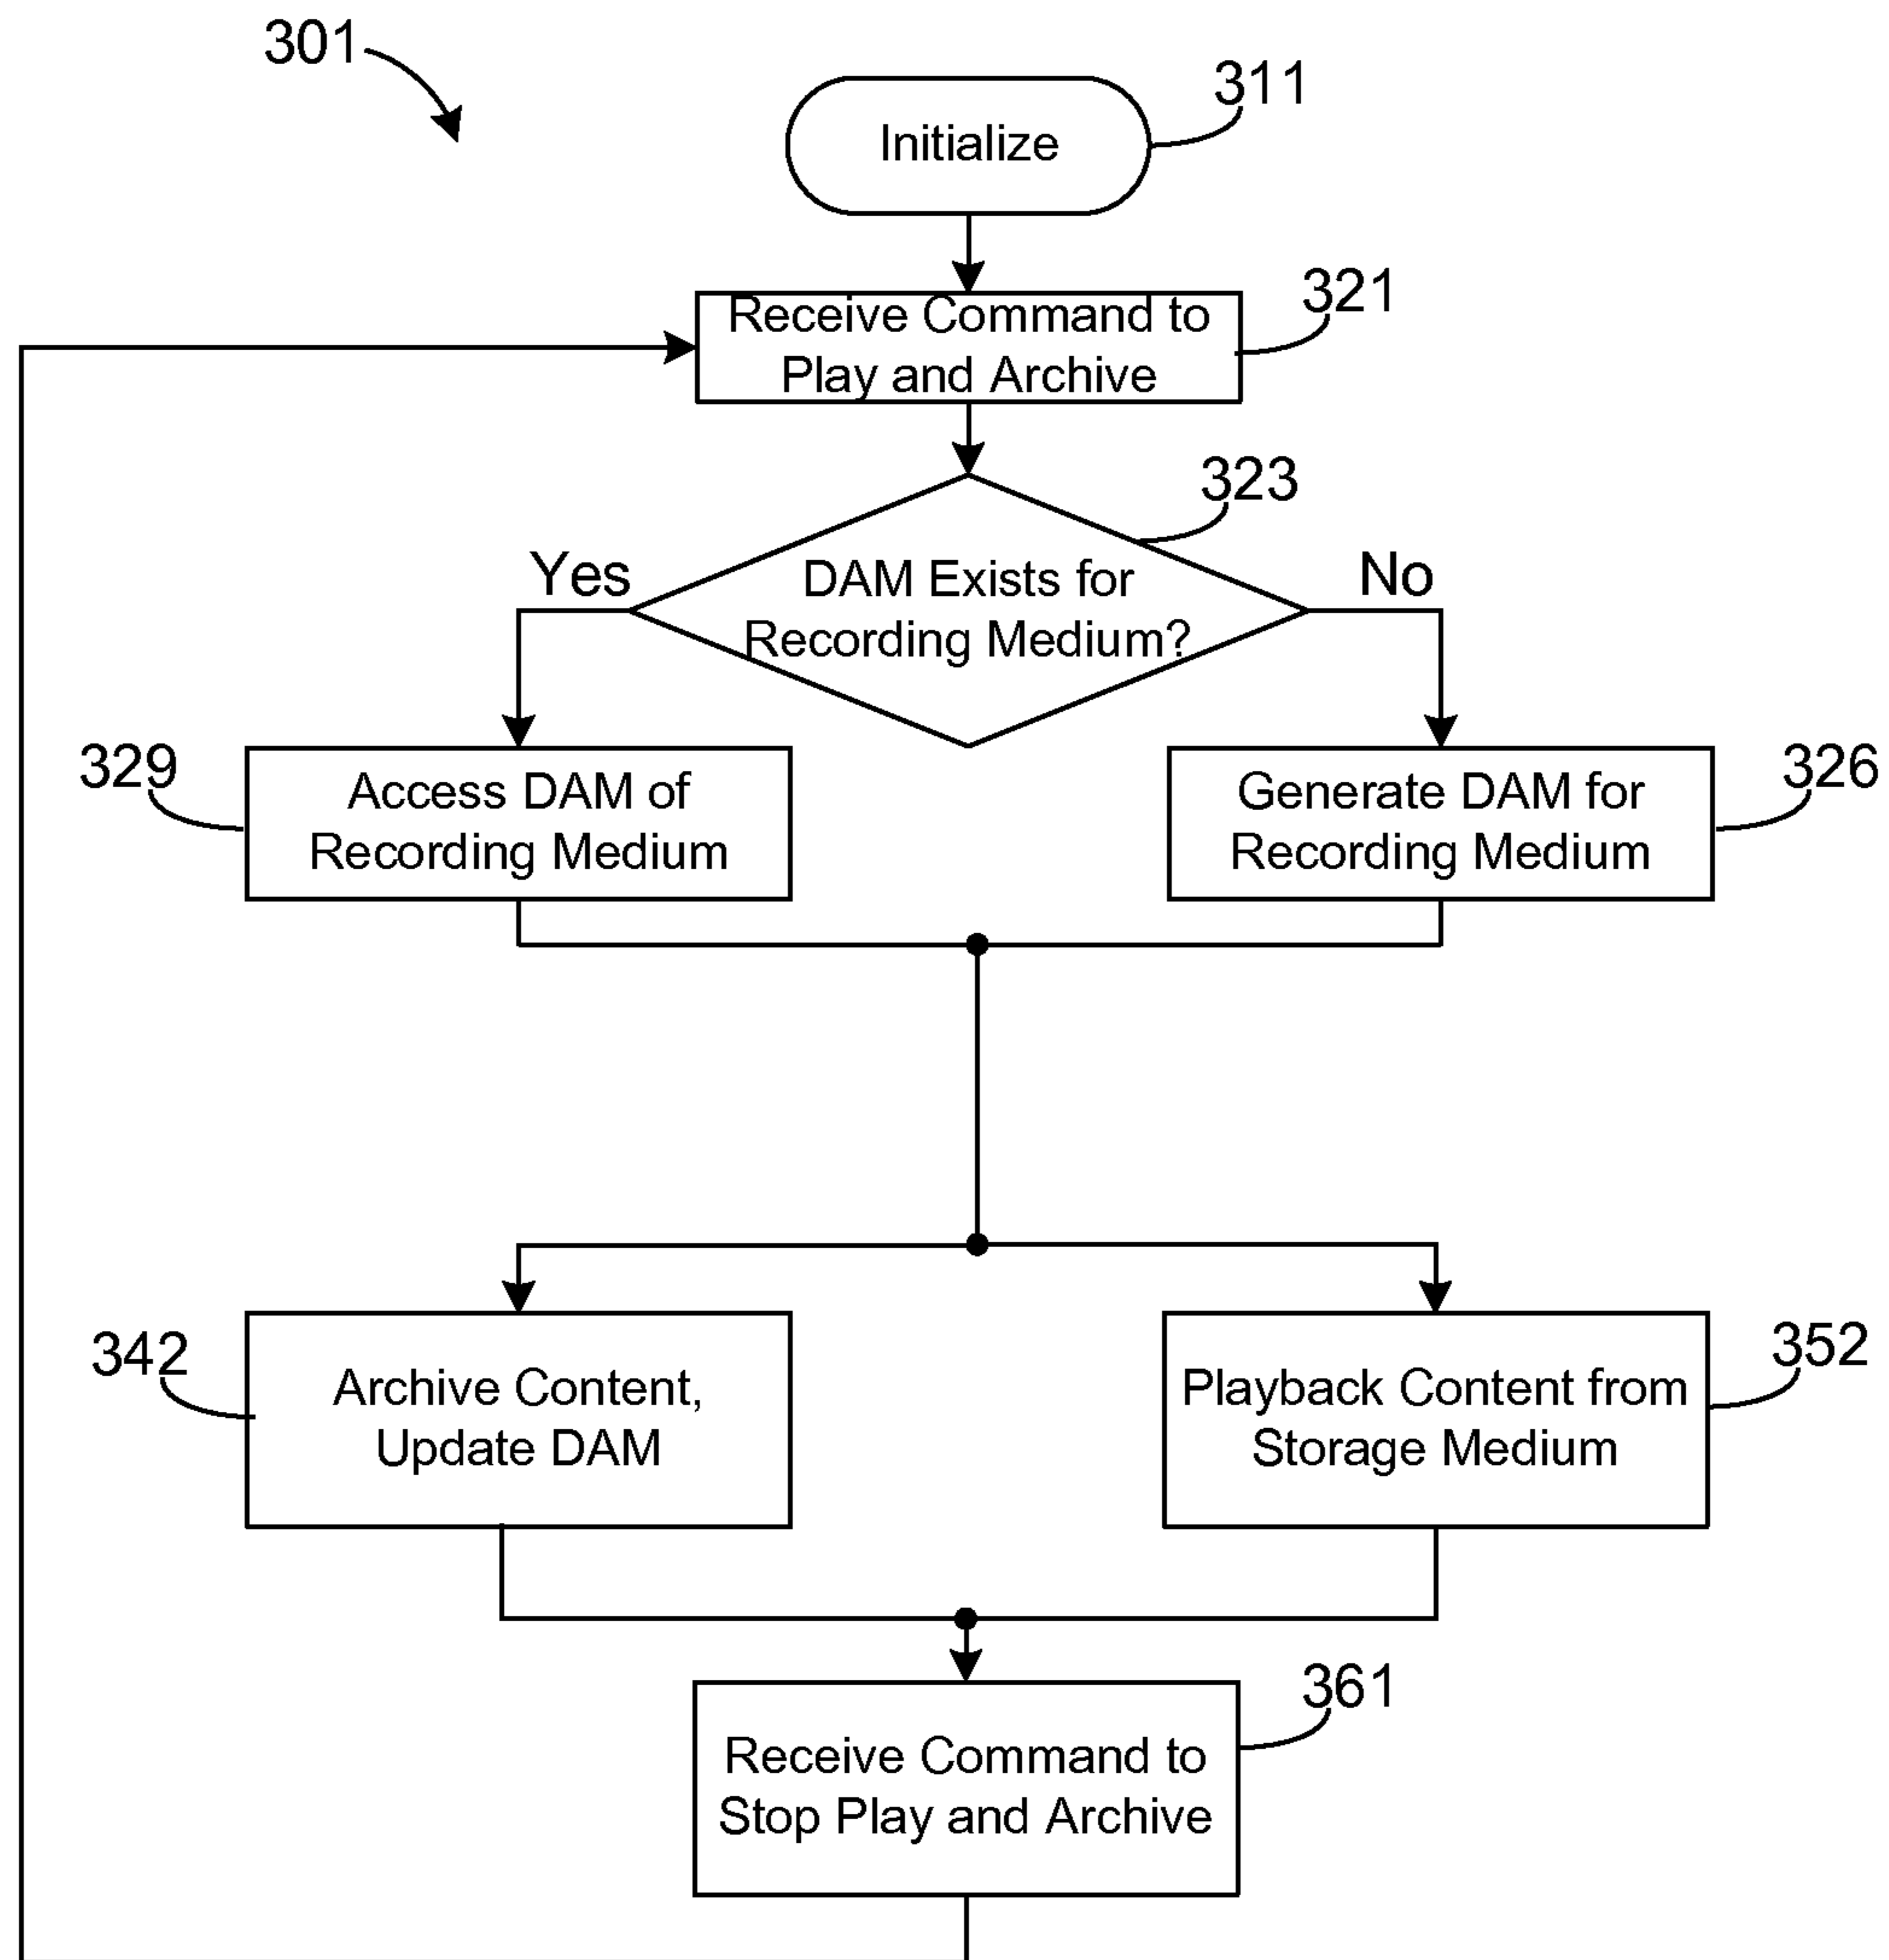 301
311
Initialize
321
Receive Command to
Play and Archive
323
Yes
DAM Exists for
Recording Medium?
No
329
Access DAM of
Recording Medium
326
Generate DAM for
Recording Medium
342
Archive Content,
Update DAM
352
Playback Content from
Storage Medium
361
Receive Command to
Stop Play and Archive